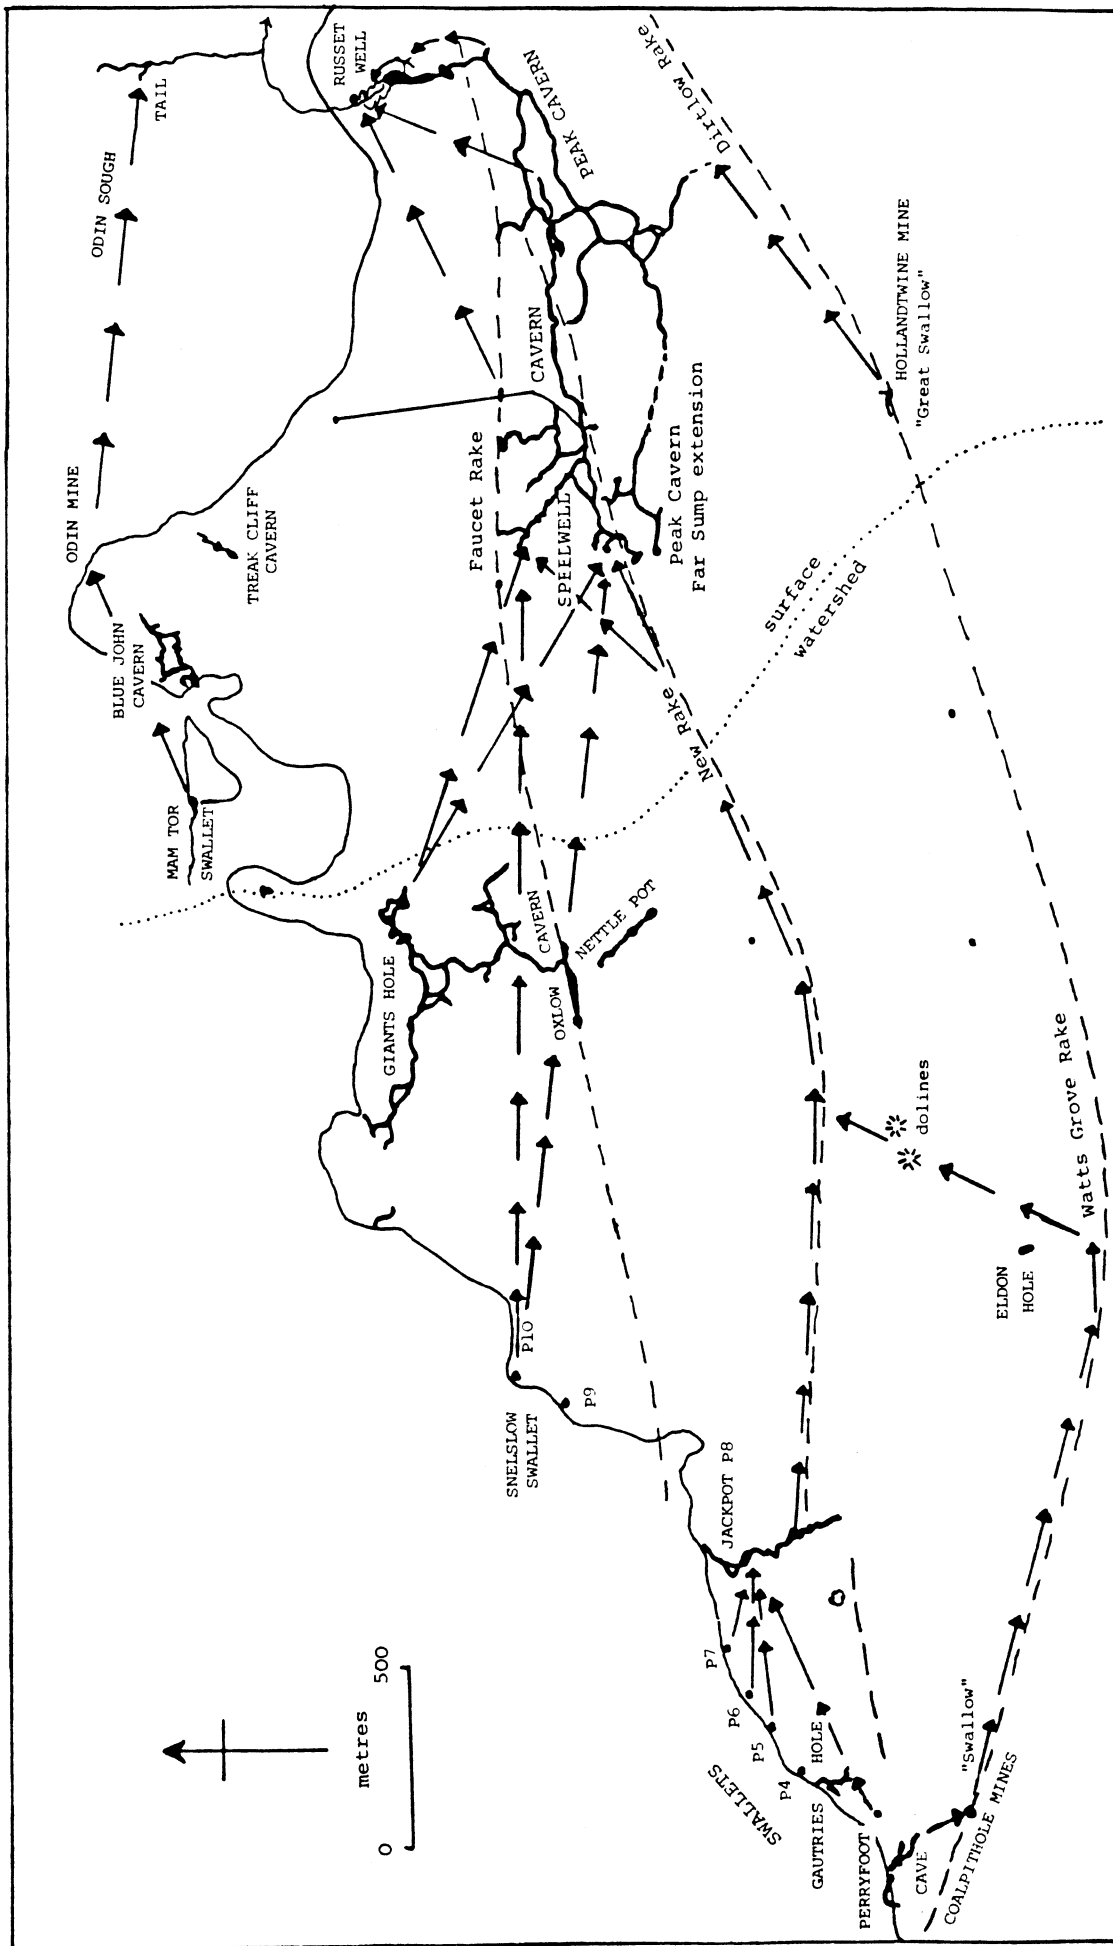 RUSSET
WELL
TAIL
ODIN SOUGH
PEAK CAVERN
Dirtlow Rake
ODIN MINE
TREAK CLIFF
CAVERN
BLUE JOHN
CAVERN
MAM TOR
SWALLET
Faucet Rake
CAVERN
SPEELWELL
Peak Cavern
Far Sump extension
HOLLANDTWINE MINE
"Great Swallow"
surface
watershed
New Rake
GIANTS HOLE
CAVERN
OXLOW
NETTLE POT
dolines
ELDON
HOLE
Watts Grove Rake
SNELSLOW
SWALLET
P10
P9
JACKPOT P8
P7
P6
P5
P4
SWALLETS
GAUTRIES
HOLE
PERRYFOOT
CAVE
"Swallow"
COALPITHOLE MINES
metres
0
500